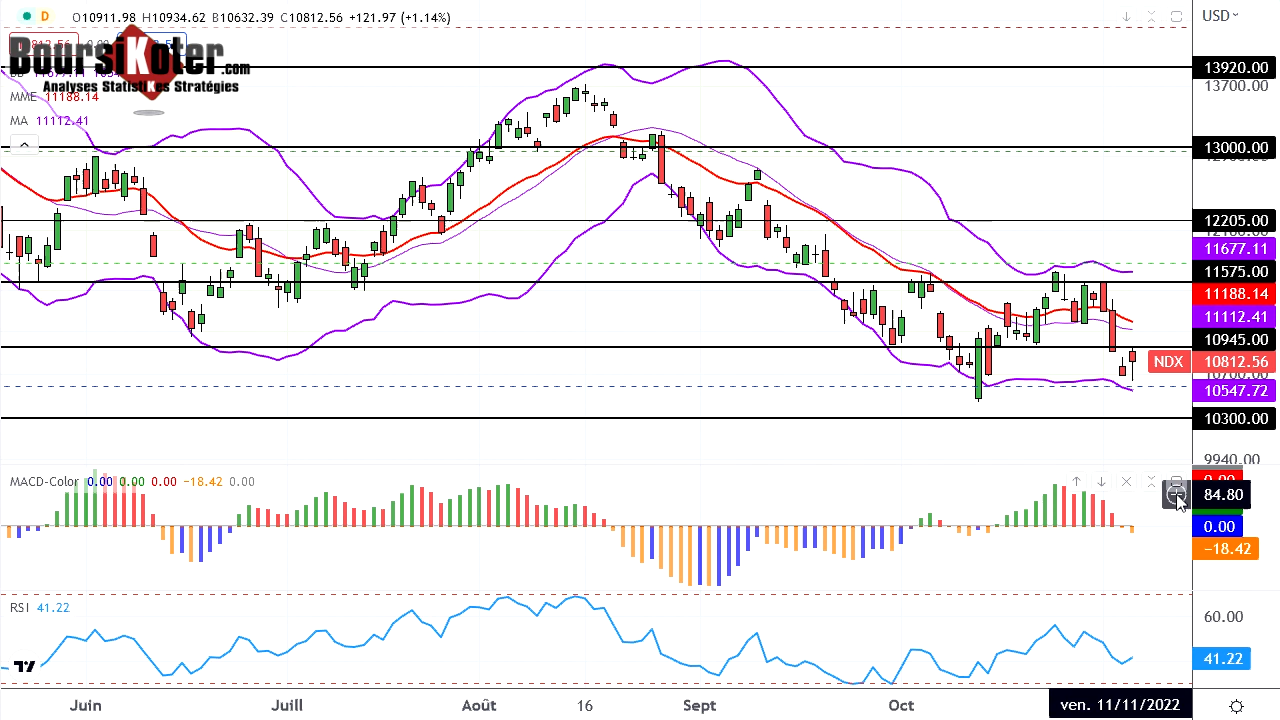 D O10911.98 H10934.62 B10632.39 C10812.56 +121.97 (+1.14%)
USD
BoursiKoter.com
Analyses StatistiKes Stratégies
MME 11188.14
MA 11112.41
13920.00
13700.00
13000.00
12205.00
11677.11
11575.00
11188.14
11112.41
10945.00
NDX 10812.56
10547.72
10300.00
9940.00
MACD-Color 0.00 0.00 0.00 −18.42 0.00
84.80
0.00
−18.42
RSI 41.22
60.00
41.22
Juin Juill Août 16 Sept Oct ven. 11/11/2022